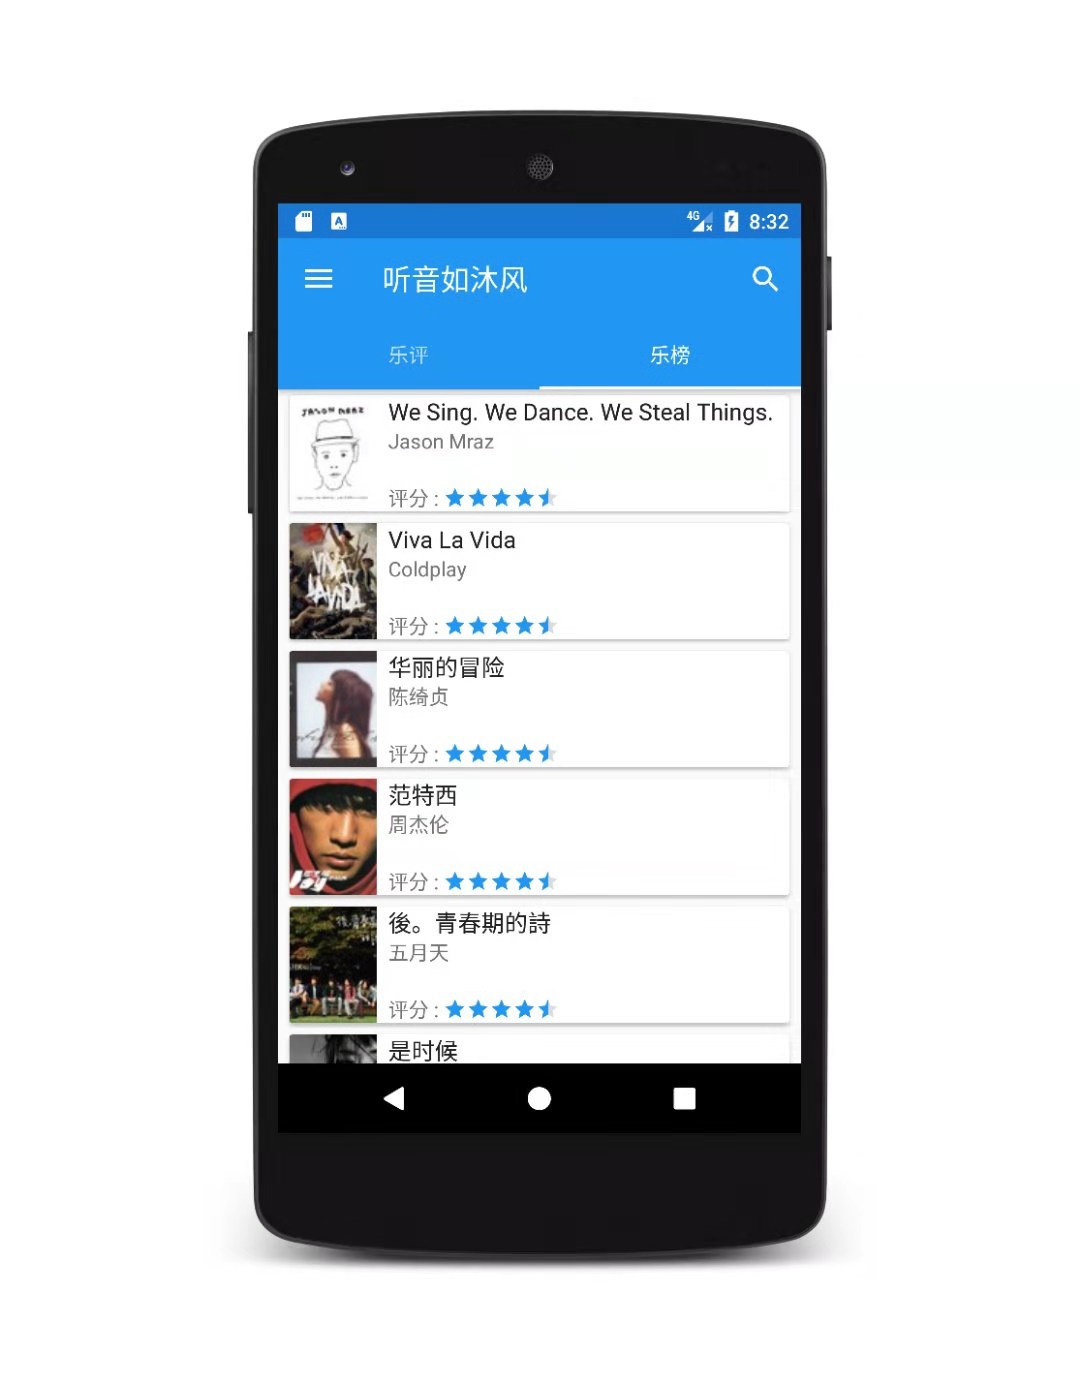 4G 8:32
听音如沐风
乐评 乐榜
JASON MRAZ
We Sing. We Dance. We Steal Things.
Jason Mraz
评分 :
VIVA LA VIDA
Viva La Vida
Coldplay
评分 :
华丽的冒险
陈绮贞
评分 :
范特西
周杰伦
评分 :
後。青春期的詩
五月天
评分 :
是时候